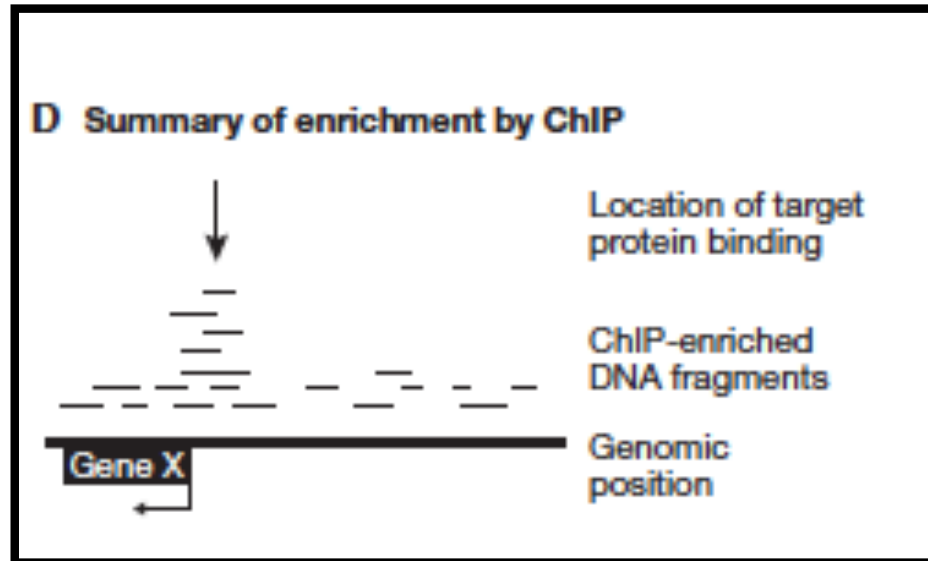 D Summary of enrichment by ChIP
Location of target
protein binding
ChIP-enriched
DNA fragments
Genomic
position
Gene X